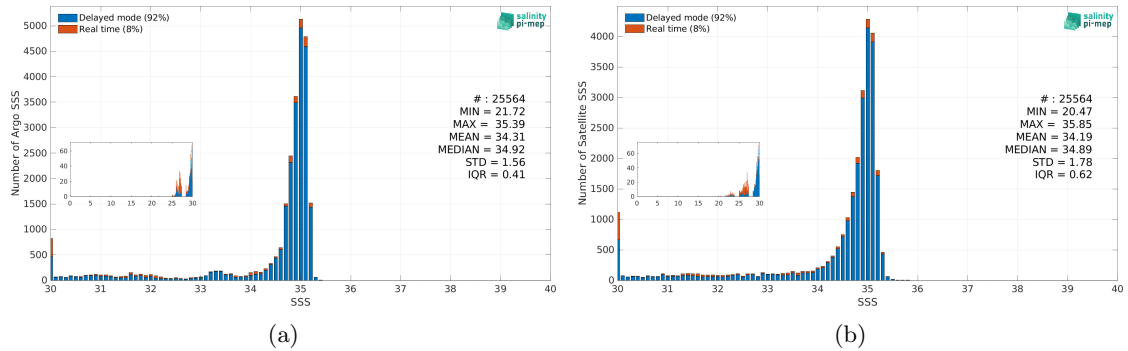 Delayed mode (92%)
Real time (8%)
salinity
pi-mep
Number of Argo SSS
5000
4500
4000
3500
3000
2500
2000
1500
1000
500
0
# : 25564
MIN = 21.72
MAX = 35.39
MEAN = 34.31
MEDIAN = 34.92
STD = 1.56
IQR = 0.41
60
40
20
0
0 5 10 15 20 25 30
30 31 32 33 34 35 36 37 38 39 40
SSS
(a)
Delayed mode (92%)
Real time (8%)
salinity
pi-mep
Number of Satellite SSS
4000
3500
3000
2500
2000
1500
1000
500
0
# : 25564
MIN = 20.47
MAX = 35.85
MEAN = 34.19
MEDIAN = 34.89
STD = 1.78
IQR = 0.62
60
40
20
0
0 5 10 15 20 25 30
30 31 32 33 34 35 36 37 38 39 40
SSS
(b)